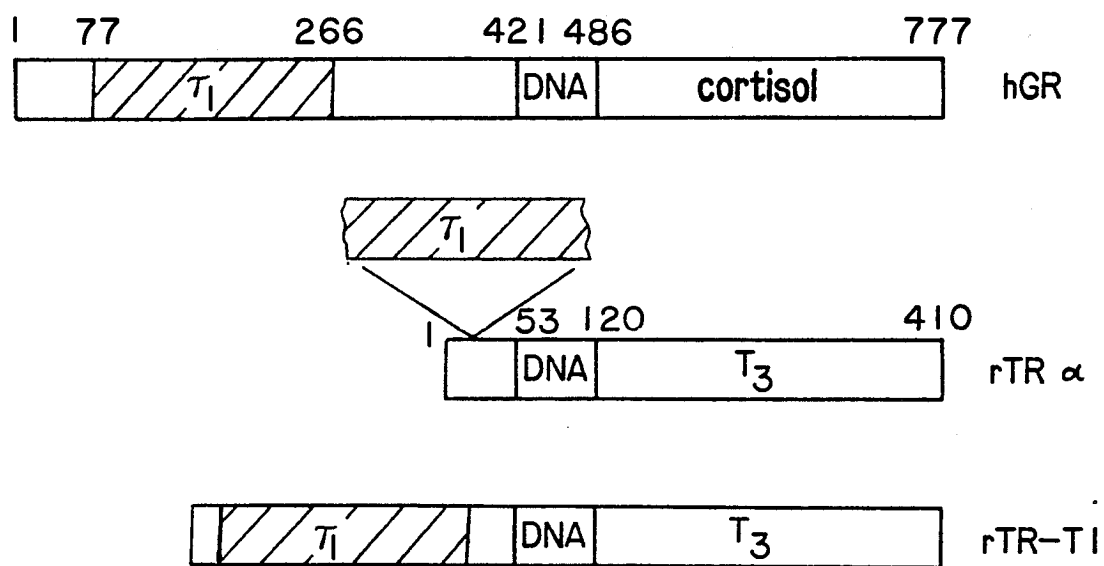 1 77 266 421 486 777
τ1 DNA cortisol hGR
τ1
1 53 120 410
DNA T3 rTR α
τ1 DNA T3 rTR-T1